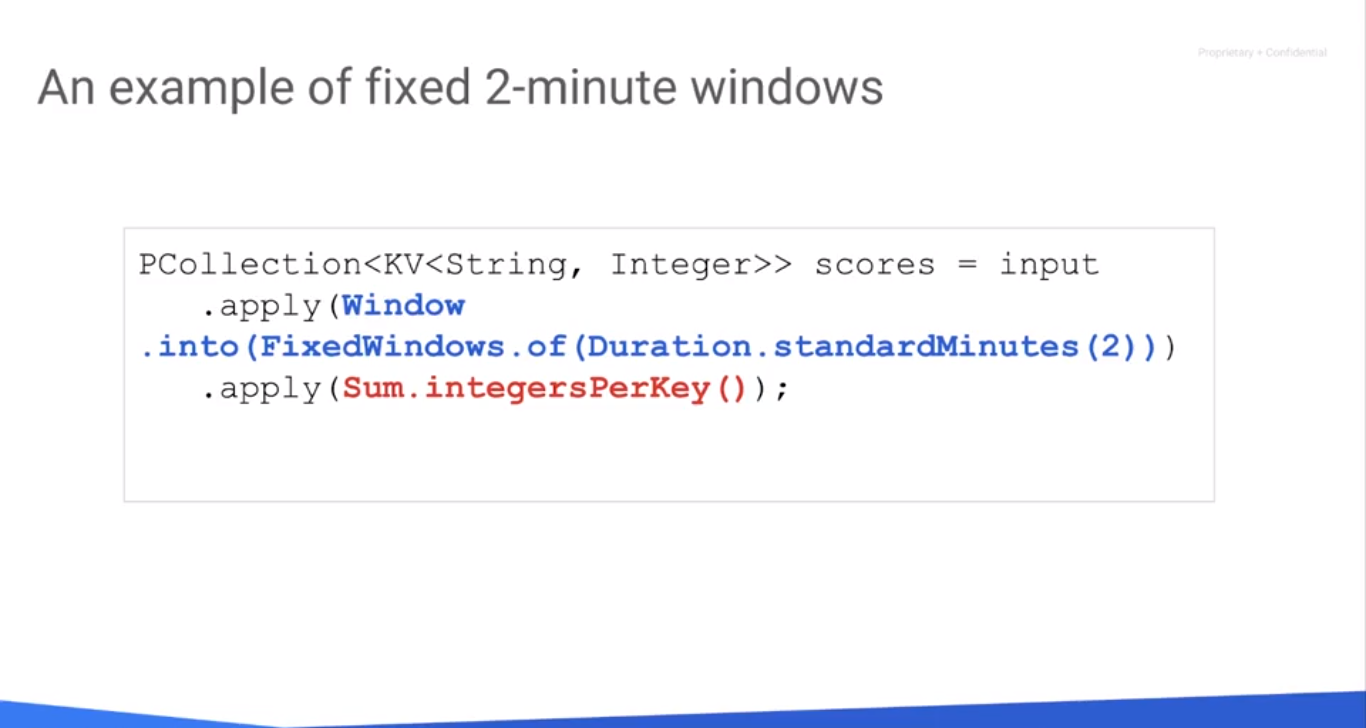 Proprietary + Confidential
An example of fixed 2-minute windows
PCollection<KV<String, Integer>> scores = input
.apply(Window
.into(FixedWindows.of(Duration.standardMinutes(2)))
.apply(Sum.integersPerKey());